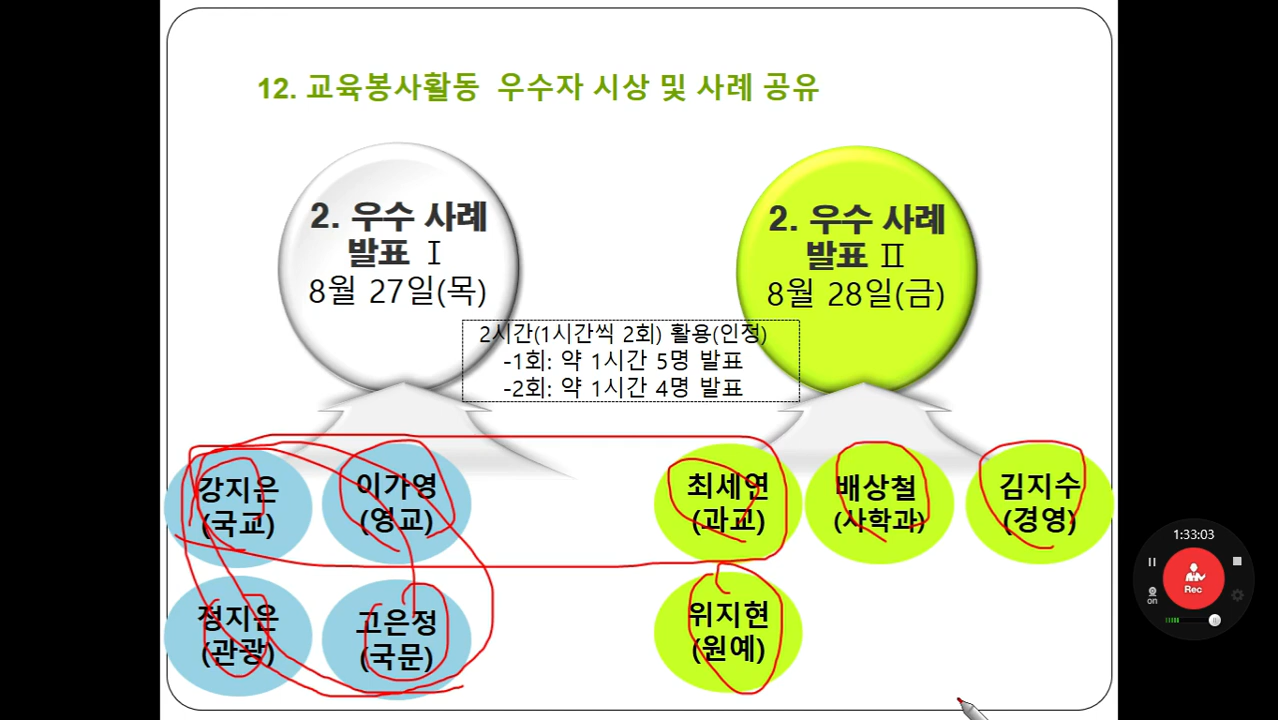 12. 교육봉사활동 우수자 시상 및 사례 공유
2. 우수 사례
발표 Ⅰ
8월 27일(목)
2. 우수 사례
발표 Ⅱ
8월 28일(금)
2시간(1시간씩 2회) 활용(인정)
-1회: 약 1시간 5명 발표
-2회: 약 1시간 4명 발표
강지은
(국교)
이가영
(영교)
최세연
(과교)
배상철
(사학과)
김지수
(경영)
정지운
(관광)
고은정
(국문)
위지현
(원예)
1:33:03
Rec
on